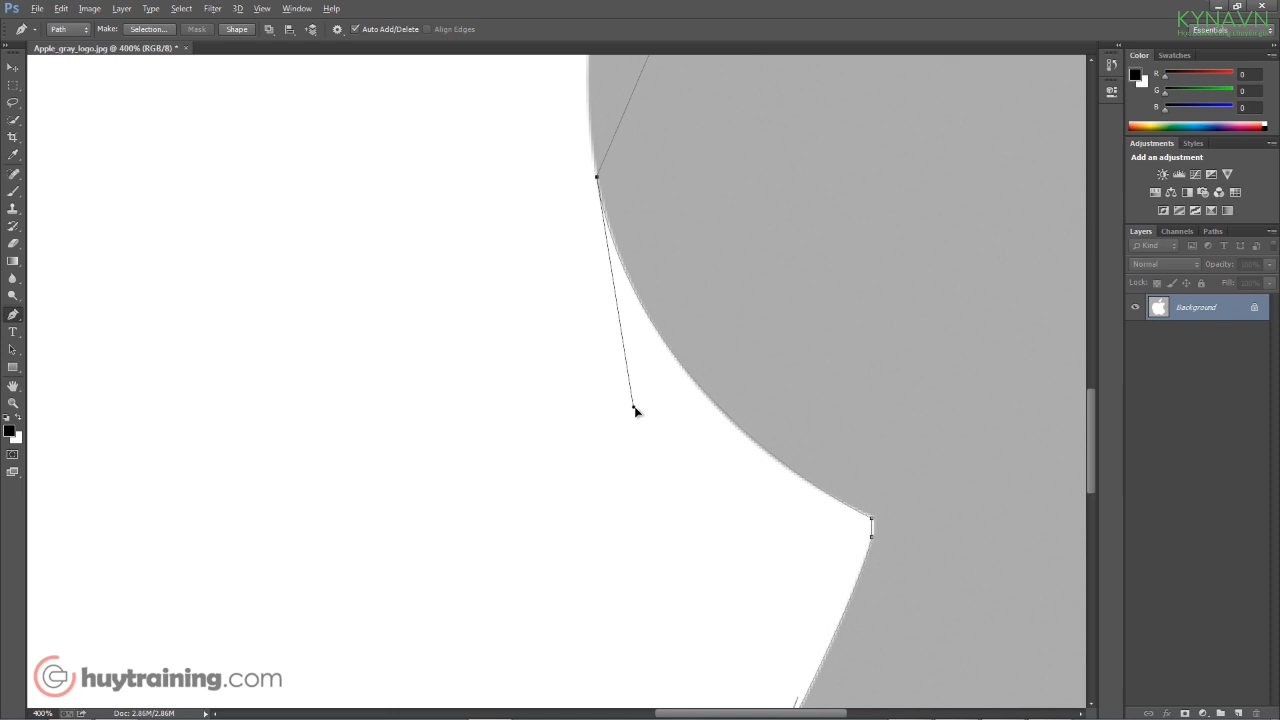 Ps File Edit Image Layer Type Select Filter 3D View Window Help
KYNAVN
Path Make: Selection... Mask Shape Auto Add/Delete Align Edges Essentials
Apple_gray_logo.jpg @ 400% (RGB/8) * ×
Color Swatches
R 0
G 0
B 0
Adjustments Styles
Add an adjustment
Layers Channels Paths
Kind
Normal Opacity: 100%
Lock: Fill: 100%
Background
huytraining.com
400% Doc: 2.86M/2.86M